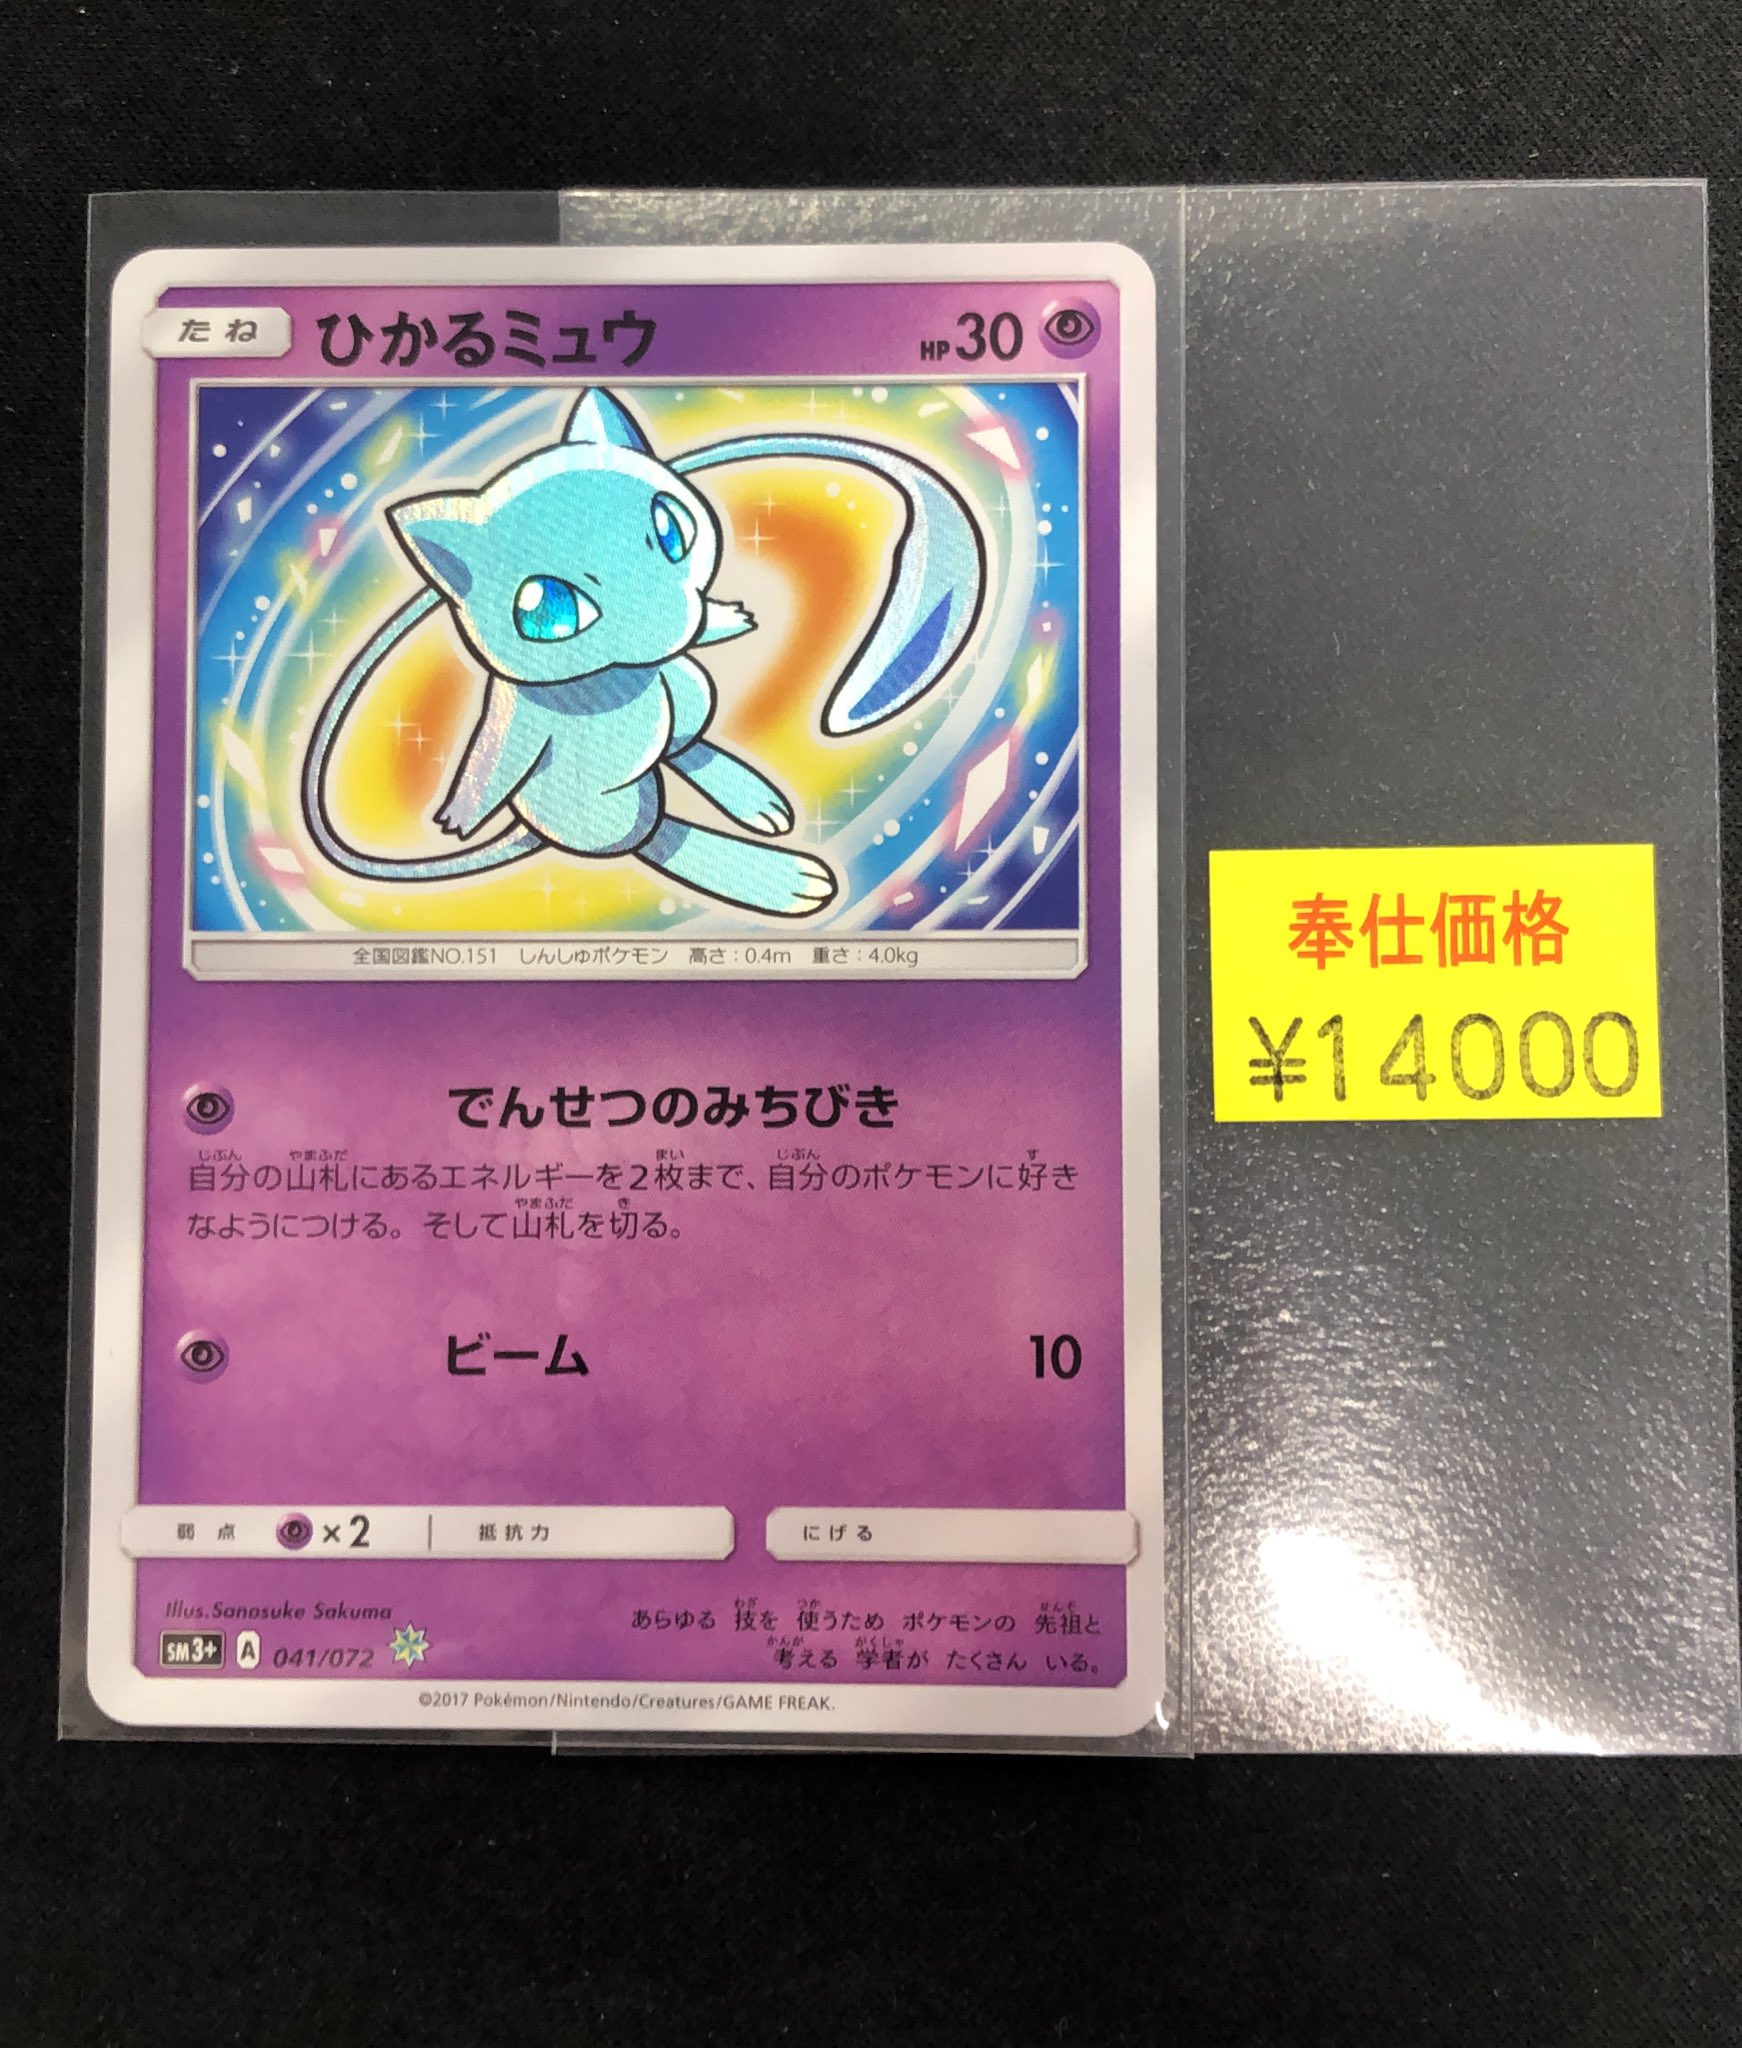 たね ひかるミュウ HP30
全国図鑑NO.151 しんしゅポケモン 高さ:0.4m 重さ:4.0kg
でんせつのみちびき
自分の山札にあるエネルギーを2枚まで、自分のポケモンに好き
なようにつける。そして山札を切る。
ビーム 10
弱点 ×2 抵抗力 にげる
Illus.Sanosuke Sakuma
SM3+ A 041/072
あらゆる 技を 使うため ポケモンの 先祖と
考える 学者が たくさん いる。
©2017 Pokémon/Nintendo/Creatures/GAME FREAK.
奉仕価格
¥14000